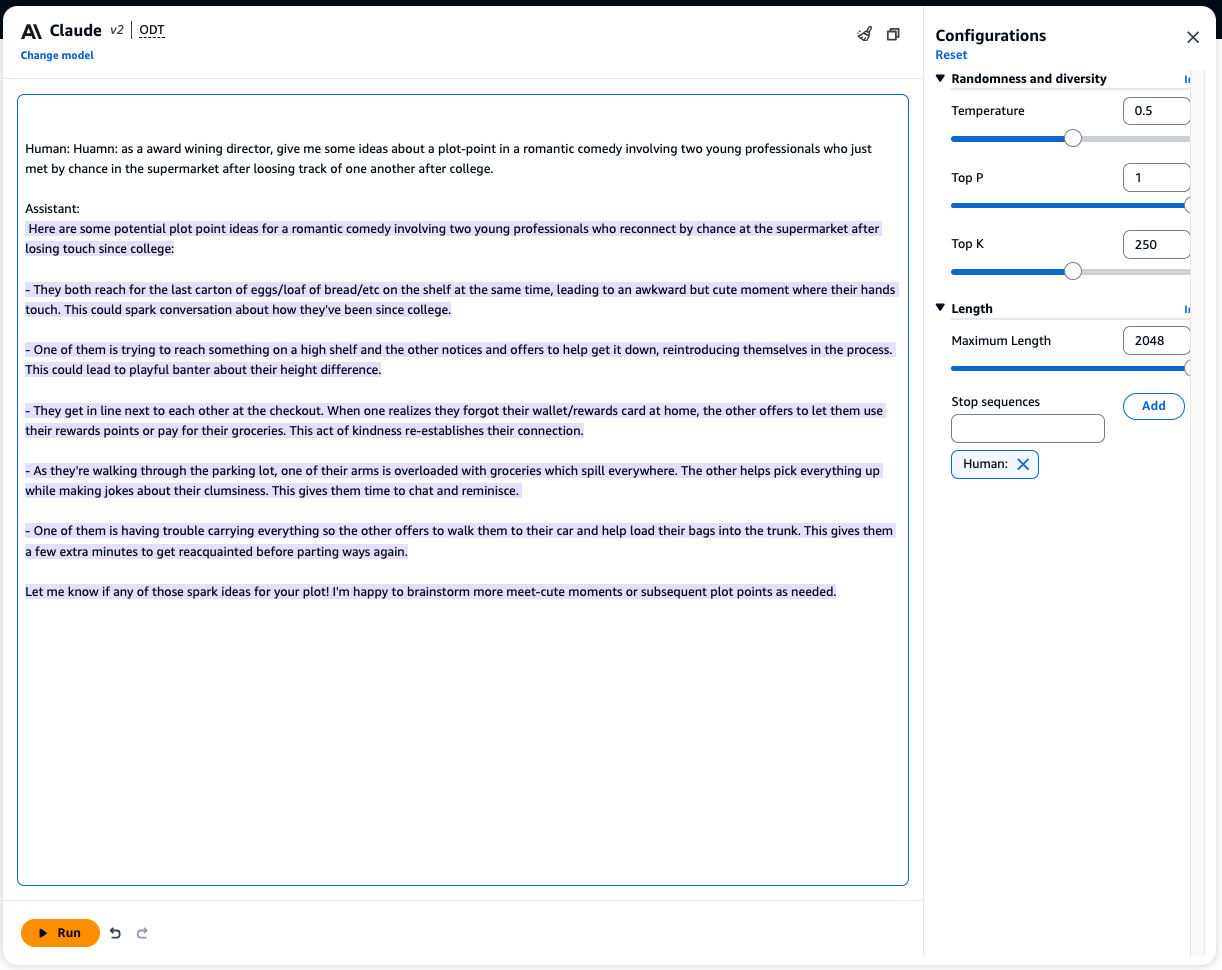 Claude v2 | ODT
Change model
Human: Huamn: as a award wining director, give me some ideas about a plot-point in a romantic comedy involving two young professionals who just
met by chance in the supermarket after loosing track of one another after college.
Assistant:
Here are some potential plot point ideas for a romantic comedy involving two young professionals who reconnect by chance at the supermarket after
losing touch since college:
- They both reach for the last carton of eggs/loaf of bread/etc on the shelf at the same time, leading to an awkward but cute moment where their hands
touch. This could spark conversation about how they've been since college.
- One of them is trying to reach something on a high shelf and the other notices and offers to help get it down, reintroducing themselves in the process.
This could lead to playful banter about their height difference.
- They get in line next to each other at the checkout. When one realizes they forgot their wallet/rewards card at home, the other offers to let them use
their rewards points or pay for their groceries. This act of kindness re-establishes their connection.
- As they're walking through the parking lot, one of their arms is overloaded with groceries which spill everywhere. The other helps pick everything up
while making jokes about their clumsiness. This gives them time to chat and reminisce.
- One of them is having trouble carrying everything so the other offers to walk them to their car and help load their bags into the trunk. This gives them
a few extra minutes to get reacquainted before parting ways again.
Let me know if any of those spark ideas for your plot! I'm happy to brainstorm more meet-cute moments or subsequent plot points as needed.
Run
Configurations
Reset
Randomness and diversity
Temperature 0.5
Top P 1
Top K 250
Length
Maximum Length 2048
Stop sequences
Add
Human: